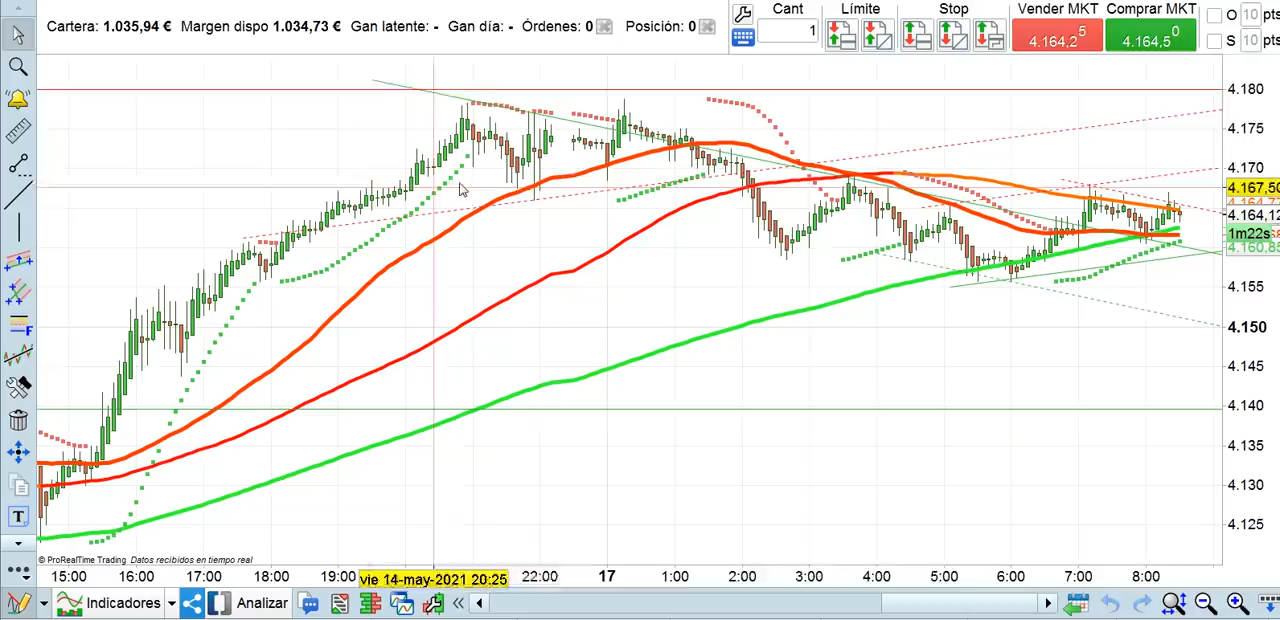 Cartera: 1.035,94 € Margen dispo 1.034,73 € Gan latente: - Gan día: - Órdenes: 0 Posición: 0
Cant 1
Límite
Stop
Vender MKT Comprar MKT
4.164,2 5
4.164,5 0
O 10 pts
S 10 pts
4.180
4.175
4.170
4.167,50
4.164,12
1m22s
4.160,85
4.155
4.150
4.145
4.140
4.135
4.130
4.125
© ProRealTime Trading Datos recibidos en tiempo real
15:00 16:00 17:00 18:00 19:00 vie 14-may-2021 20:25 22:00 17 1:00 2:00 3:00 4:00 5:00 6:00 7:00 8:00
Indicadores Analizar